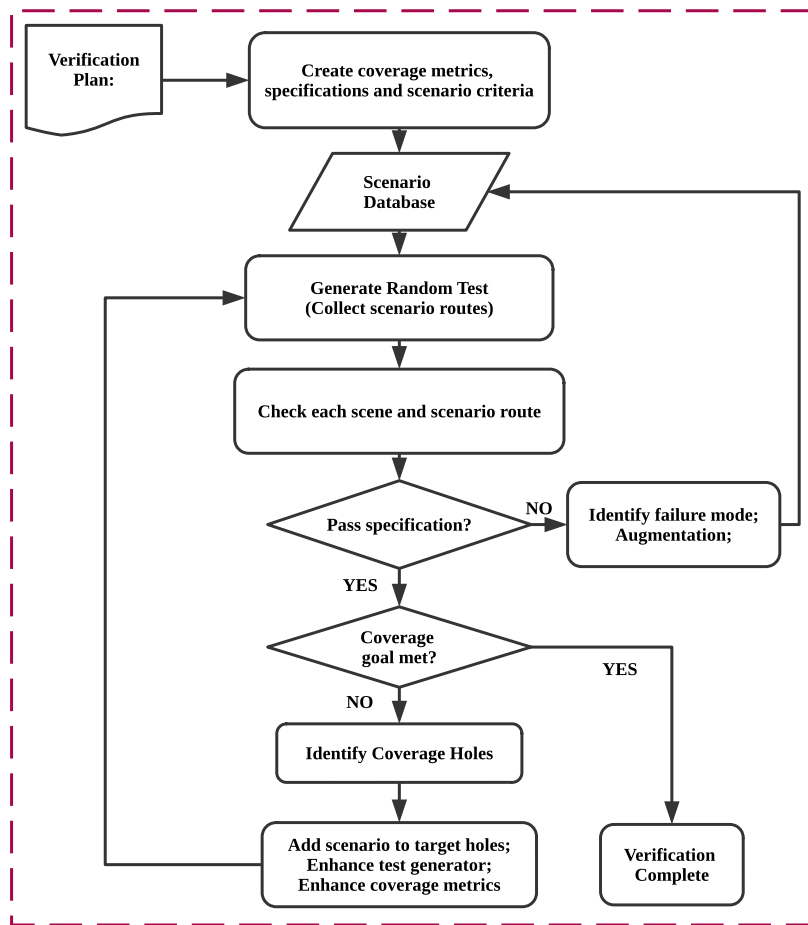 Verification
Plan:
Create coverage metrics,
specifications and scenario criteria
Scenario
Database
Generate Random Test
(Collect scenario routes)
Check each scene and scenario route
Pass specification?
NO
Identify failure mode;
Augmentation;
YES
Coverage
goal met?
YES
NO
Identify Coverage Holes
Add scenario to target holes;
Enhance test generator;
Enhance coverage metrics
Verification
Complete